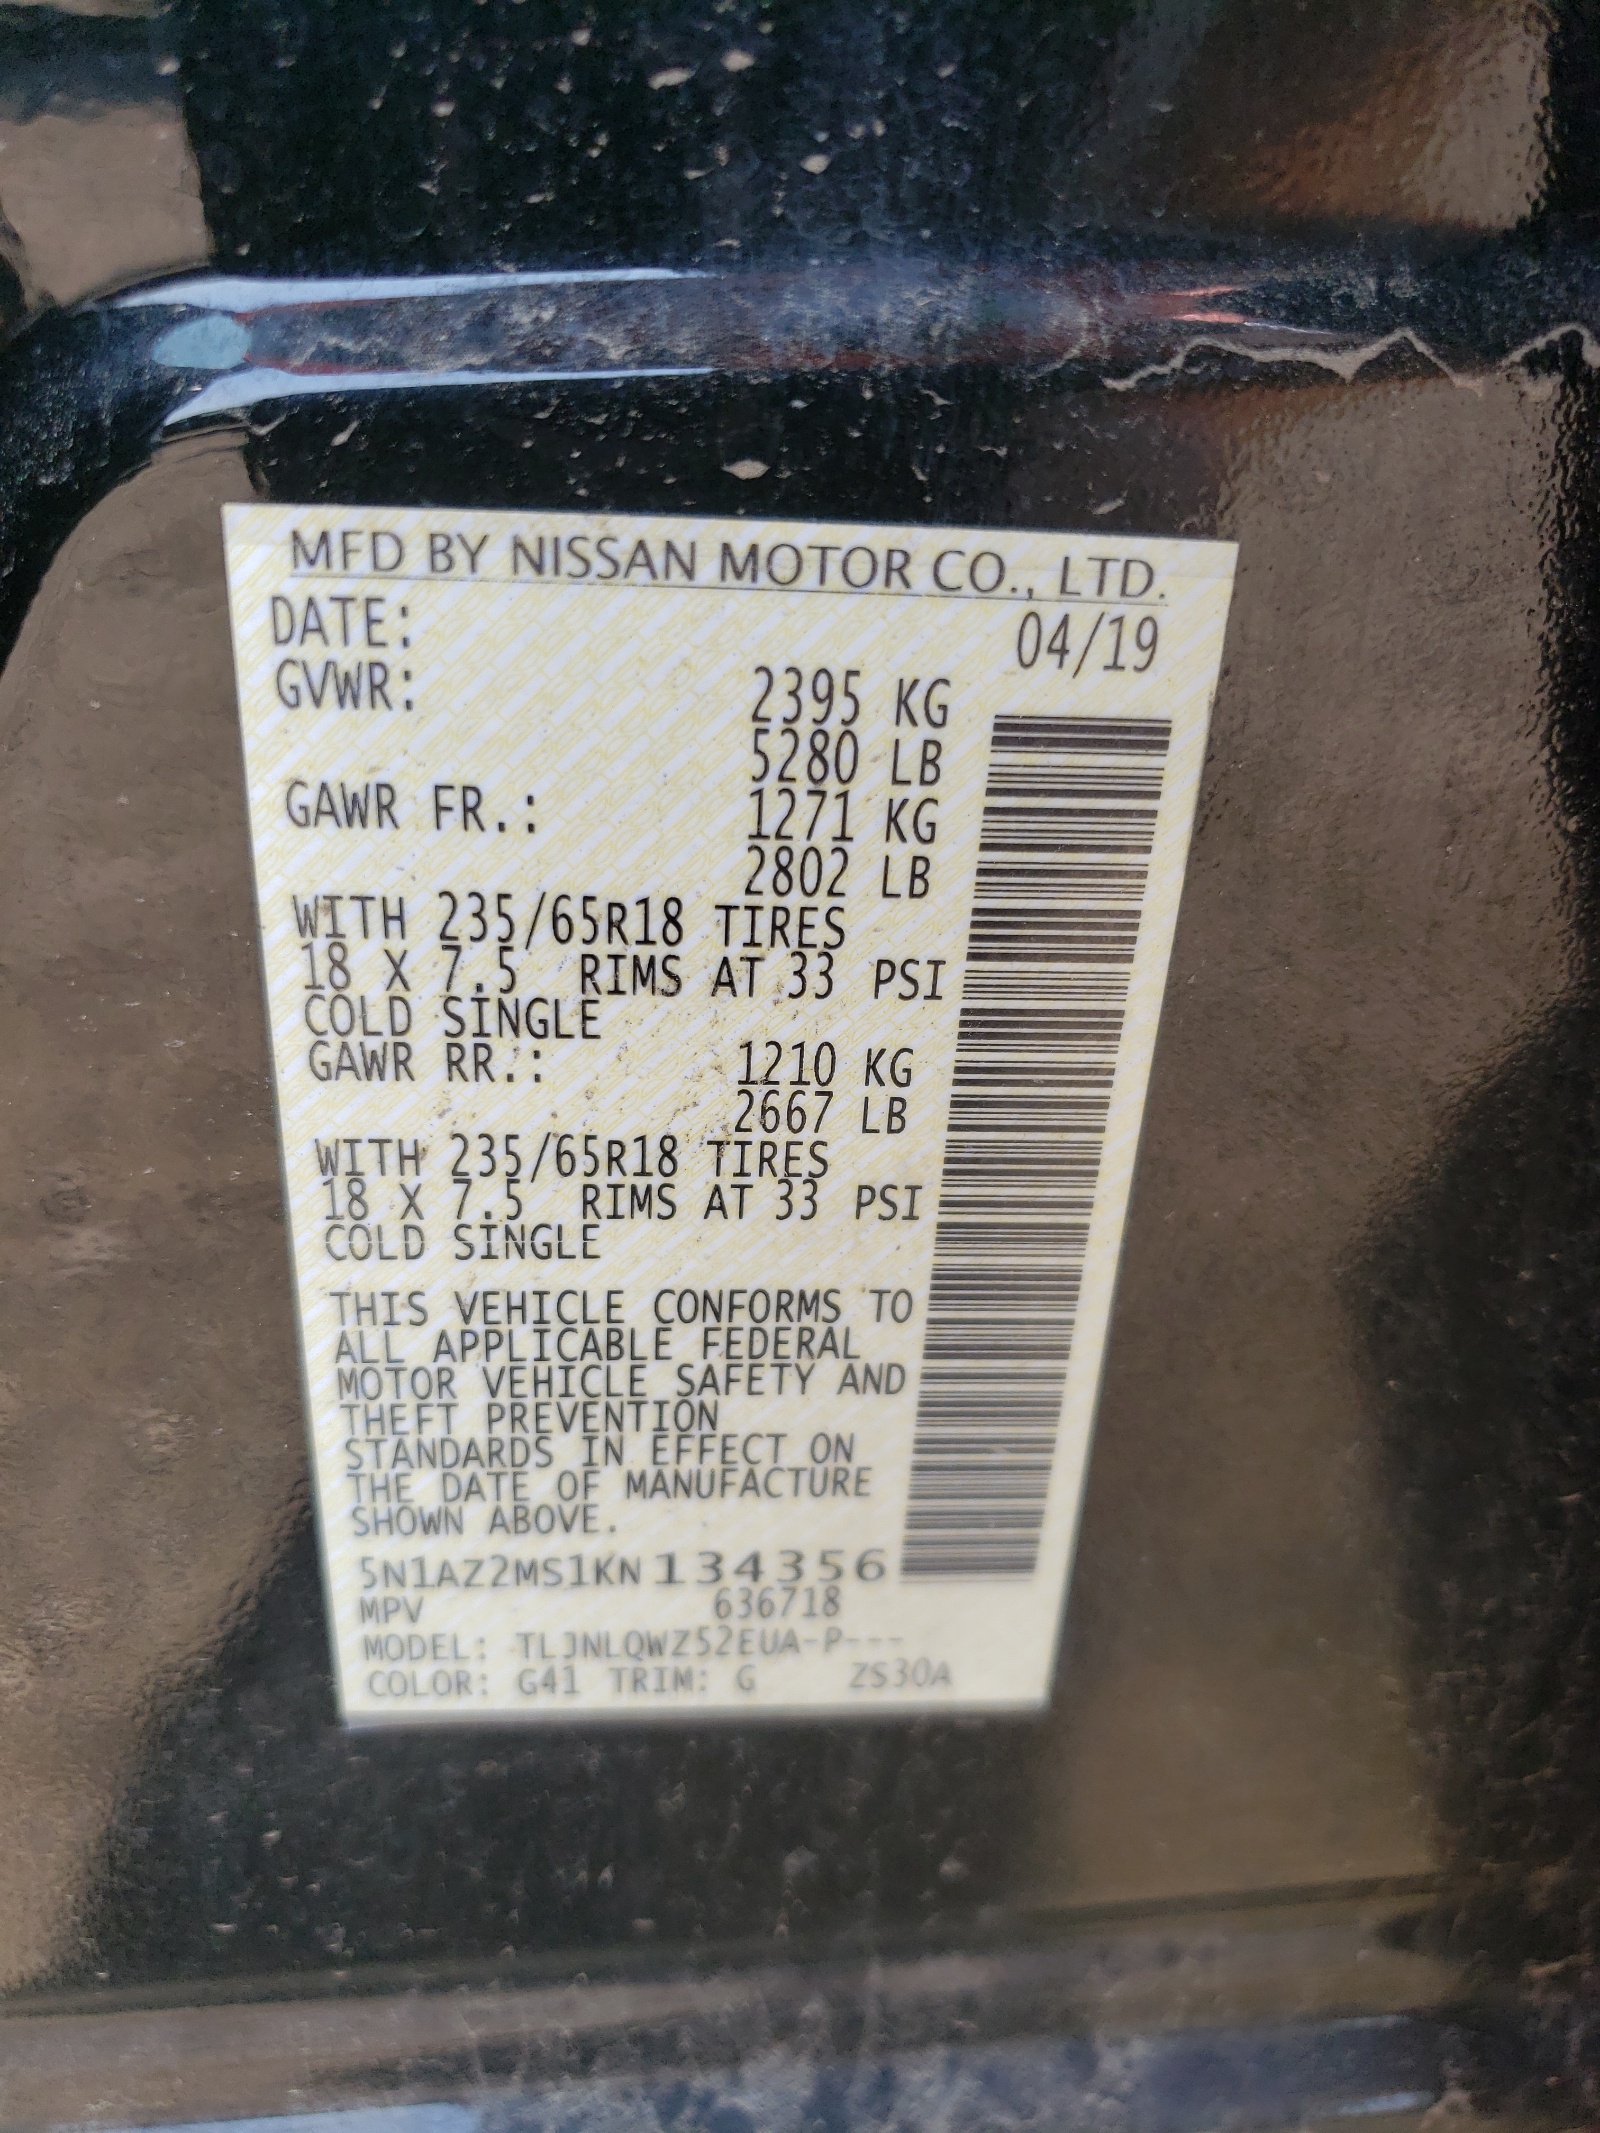 MFD BY NISSAN MOTOR CO., LTD.
DATE: 04/19
GVWR: 2395 KG
5280 LB
GAWR FR.: 1271 KG
2802 LB
WITH 235/65R18 TIRES
18 X 7.5 RIMS AT 33 PSI
COLD SINGLE
GAWR RR.: 1210 KG
2667 LB
WITH 235/65R18 TIRES
18 X 7.5 RIMS AT 33 PSI
COLD SINGLE
THIS VEHICLE CONFORMS TO
ALL APPLICABLE FEDERAL
MOTOR VEHICLE SAFETY AND
THEFT PREVENTION
STANDARDS IN EFFECT ON
THE DATE OF MANUFACTURE
SHOWN ABOVE.
5N1AZ2MS1KN134356
MPV 636718
MODEL: TLJNLQWZ52EUA-P---
COLOR: G41 TRIM: G ZS30A